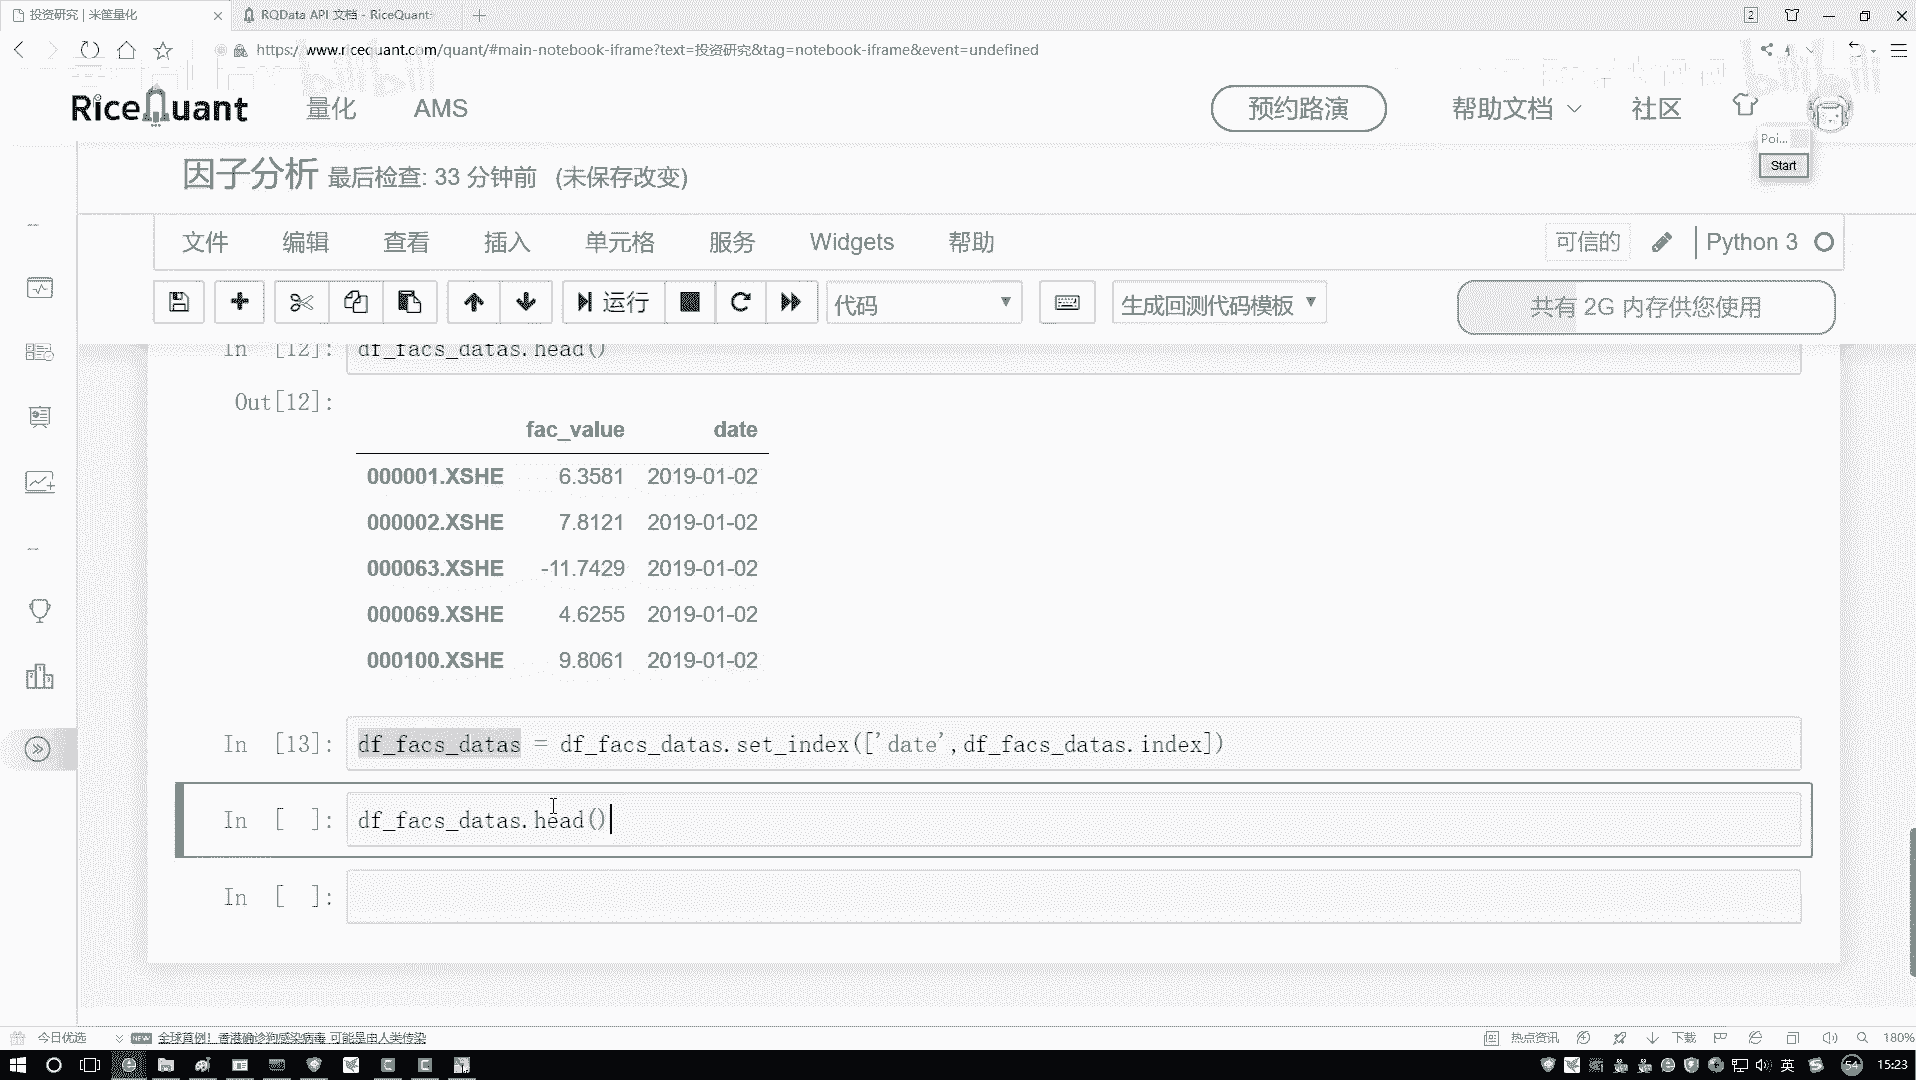 投资研究 | 米筐量化
RQData API 文档 - RiceQuant
2
https://www.ricequant.com/quant/#main-notebook-iframe?text=投资研究&tag=notebook-iframe&event=undefined
bilibili
bilibili
RiceQuant
量化
AMS
预约路演
帮助文档
社区
Poi...
Start
因子分析 最后检查: 33 分钟前 (未保存改变)
文件 编辑 查看 插入 单元格 服务 Widgets 帮助
可信的
Python 3
运行
代码
生成回测代码模板
共有 2G 内存供您使用
In [12]: df_facs_datas.head()
Out[12]:
fac_value date
000001.XSHE 6.3581 2019-01-02
000002.XSHE 7.8121 2019-01-02
000063.XSHE -11.7429 2019-01-02
000069.XSHE 4.6255 2019-01-02
000100.XSHE 9.8061 2019-01-02
In [13]: df_facs_datas = df_facs_datas.set_index(['date',df_facs_datas.index])
In [ ]: df_facs_datas.head()
In [ ]:
今日优选
NEW 全球首例！香港确诊狗感染病毒 可能是由人类传染
热点资讯
下载
180%
英
54
15:23